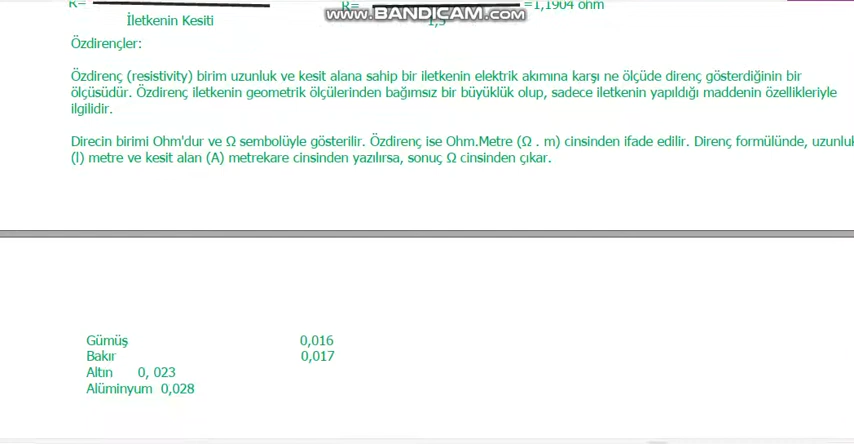 R= R= =1,1904 ohm
www.BANDICAM.com
İletkenin Kesiti 1,5
Özdirençler:
Özdirenç (resistivity) birim uzunluk ve kesit alana sahip bir iletkenin elektrik akımına karşı ne ölçüde direnç gösterdiğinin bir
ölçüsüdür. Özdirenç iletkenin geometrik ölçülerinden bağımsız bir büyüklük olup, sadece iletkenin yapıldığı maddenin özellikleriyle
ilgilidir.
Direcin birimi Ohm'dur ve Ω sembolüyle gösterilir. Özdirenç ise Ohm.Metre (Ω . m) cinsinden ifade edilir. Direnç formülünde, uzunluk
(l) metre ve kesit alan (A) metrekare cinsinden yazılırsa, sonuç Ω cinsinden çıkar.
Gümüş 0,016
Bakır 0,017
Altın 0, 023
Alüminyum 0,028